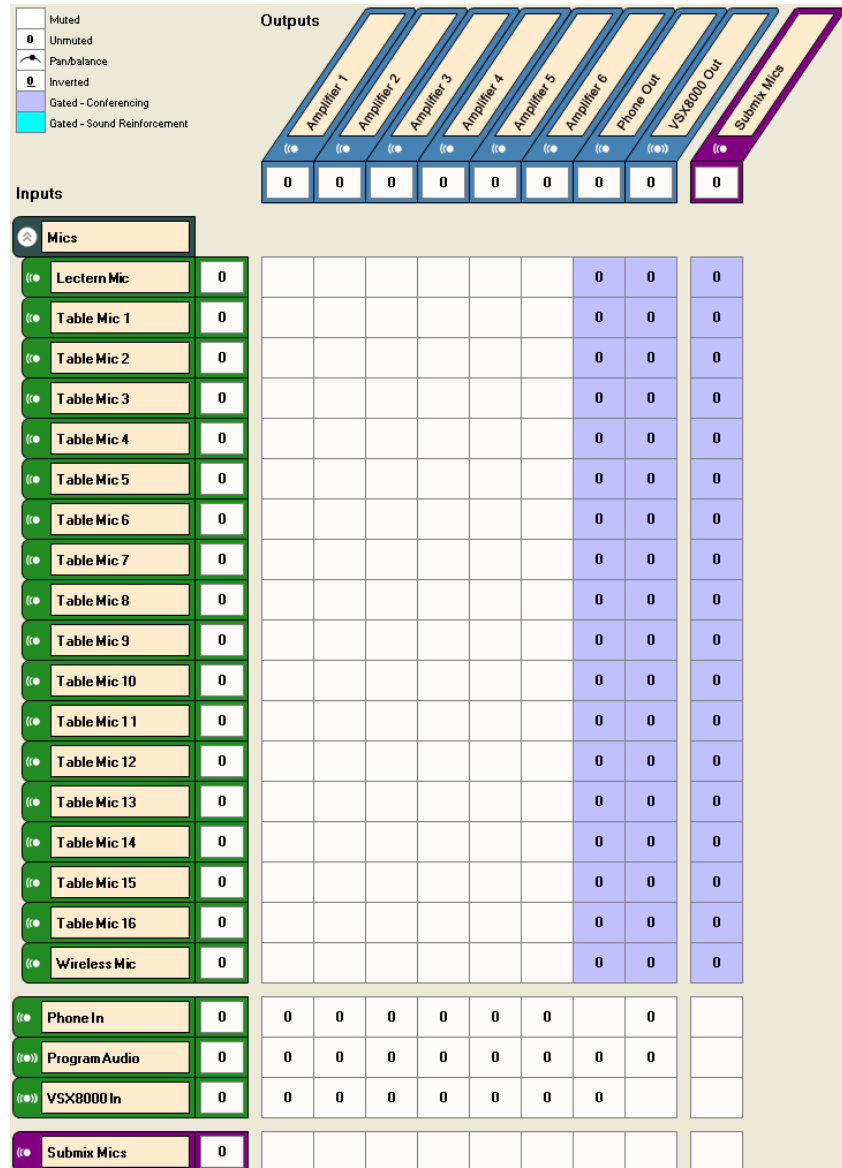 Muted
0 Unmuted
Pan/balance
0 Inverted
Gated - Conferencing
Gated - Sound Reinforcement
Outputs
Amplifier 1
Amplifier 2
Amplifier 3
Amplifier 4
Amplifier 5
Amplifier 6
Phone Out
VSX8000 Out
Submix Mics
0 0 0 0 0 0 0 0 0
Inputs
Mics
Lectern Mic 0 0 0 0
Table Mic 1 0 0 0 0
Table Mic 2 0 0 0 0
Table Mic 3 0 0 0 0
Table Mic 4 0 0 0 0
Table Mic 5 0 0 0 0
Table Mic 6 0 0 0 0
Table Mic 7 0 0 0 0
Table Mic 8 0 0 0 0
Table Mic 9 0 0 0 0
Table Mic 10 0 0 0 0
Table Mic 11 0 0 0 0
Table Mic 12 0 0 0 0
Table Mic 13 0 0 0 0
Table Mic 14 0 0 0 0
Table Mic 15 0 0 0 0
Table Mic 16 0 0 0 0
Wireless Mic 0 0 0 0
Phone In 0 0 0 0 0 0 0 0
Program Audio 0 0 0 0 0 0 0 0 0
VSX8000 In 0 0 0 0 0 0 0 0
Submix Mics 0